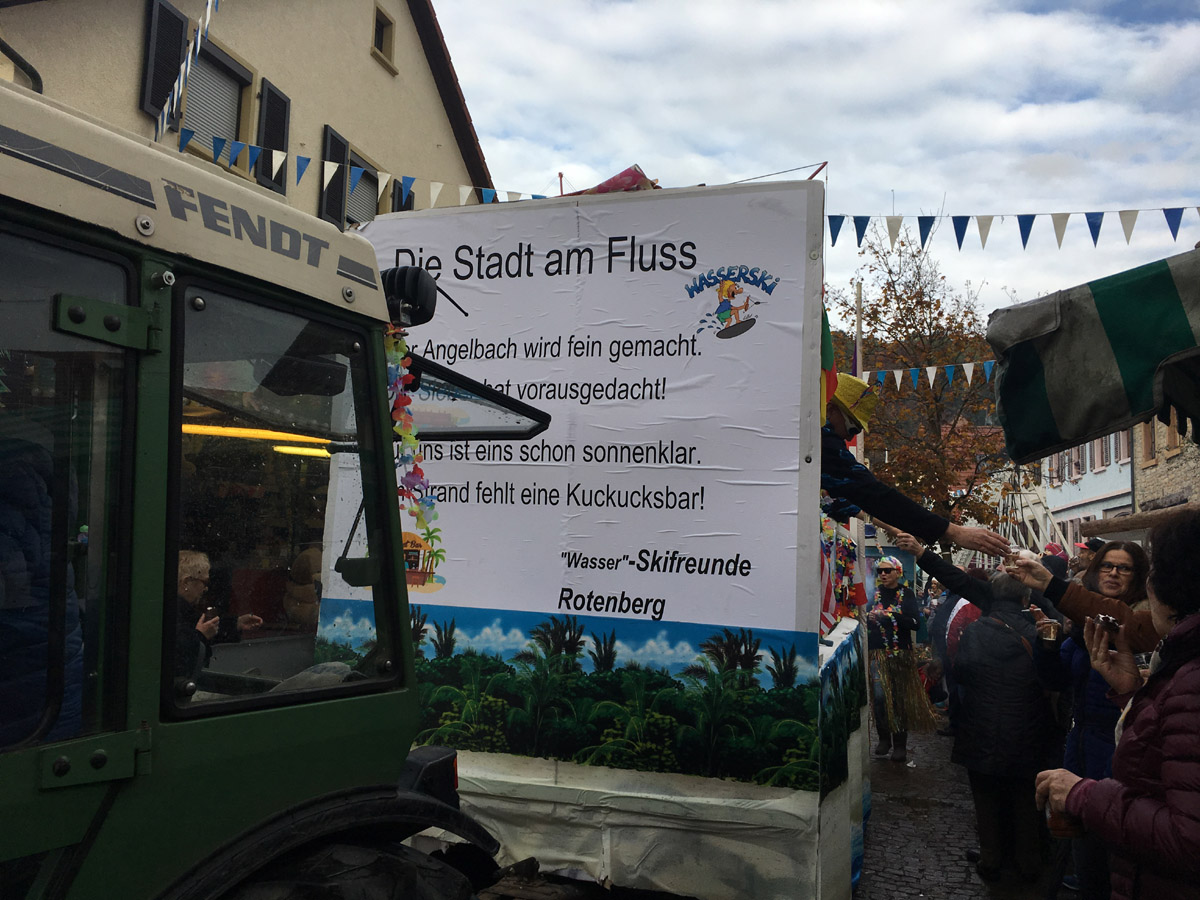 FENDT
Die Stadt am Fluss
WASSERSKI
Angelbach wird fein gemacht.
hat vorausgedacht!
ist eins schon sonnenklar.
Strand fehlt eine Kuckucksbar!
"Wasser"-Skifreunde
Rotenberg